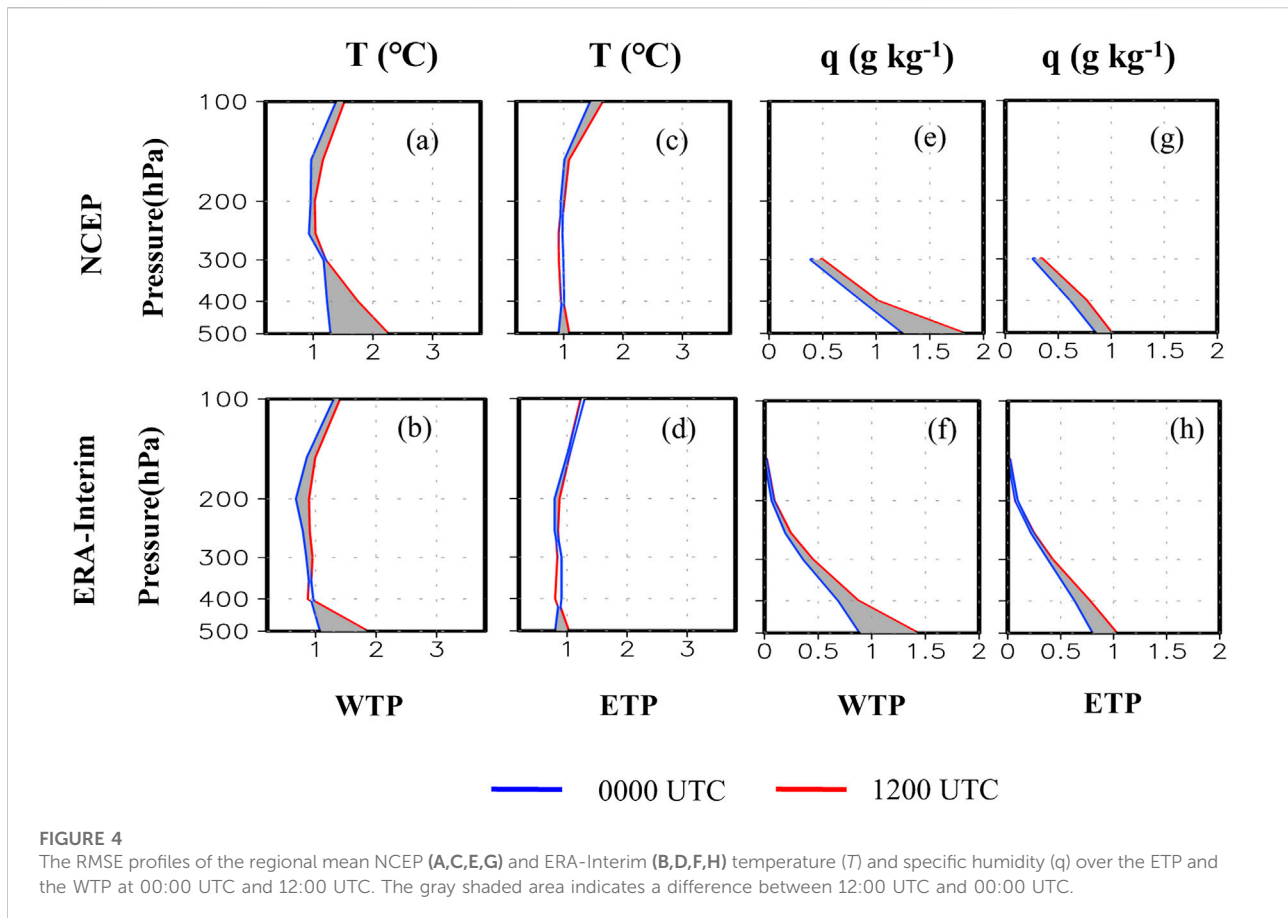 T (°C) T (°C) q (g kg⁻¹) q (g kg⁻¹)
NCEP
Pressure(hPa)
100
200
300
400
500
(a)
1 2 3
(c)
1 2 3
(e)
0 0.5 1 1.5 2
(g)
0 0.5 1 1.5 2
ERA-Interim
Pressure(hPa)
100
200
300
400
500
(b)
1 2 3
(d)
1 2 3
(f)
0 0.5 1 1.5 2
(h)
0 0.5 1 1.5 2
WTP ETP WTP ETP
0000 UTC 1200 UTC
FIGURE 4
The RMSE profiles of the regional mean NCEP (A,C,E,G) and ERA-Interim (B,D,F,H) temperature (T) and specific humidity (q) over the ETP and
the WTP at 00:00 UTC and 12:00 UTC. The gray shaded area indicates a difference between 12:00 UTC and 00:00 UTC.